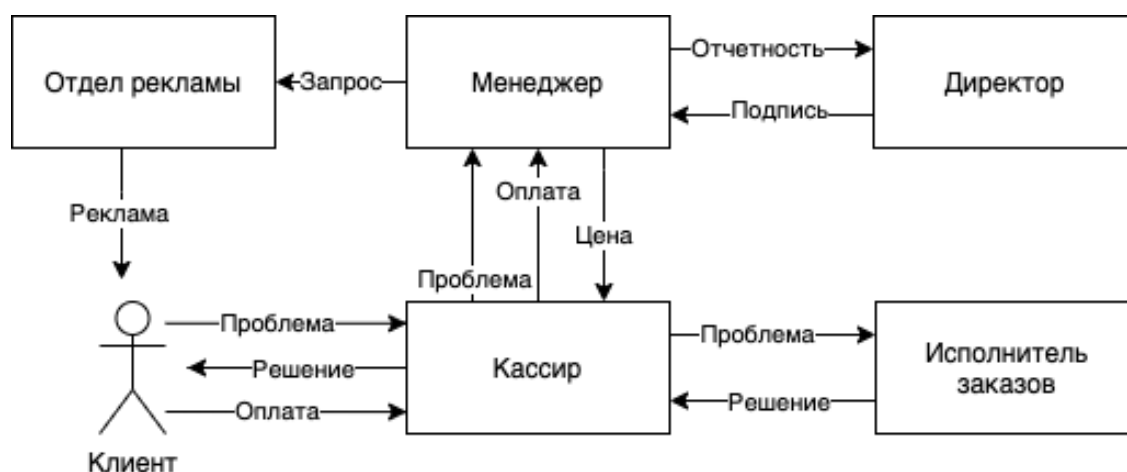 Отдел рекламы
Запрос
Менеджер
Отчетность
Подпись
Директор
Реклама
Оплата
Цена
Проблема
Проблема
Решение
Оплата
Клиент
Кассир
Проблема
Решение
Исполнитель
заказов